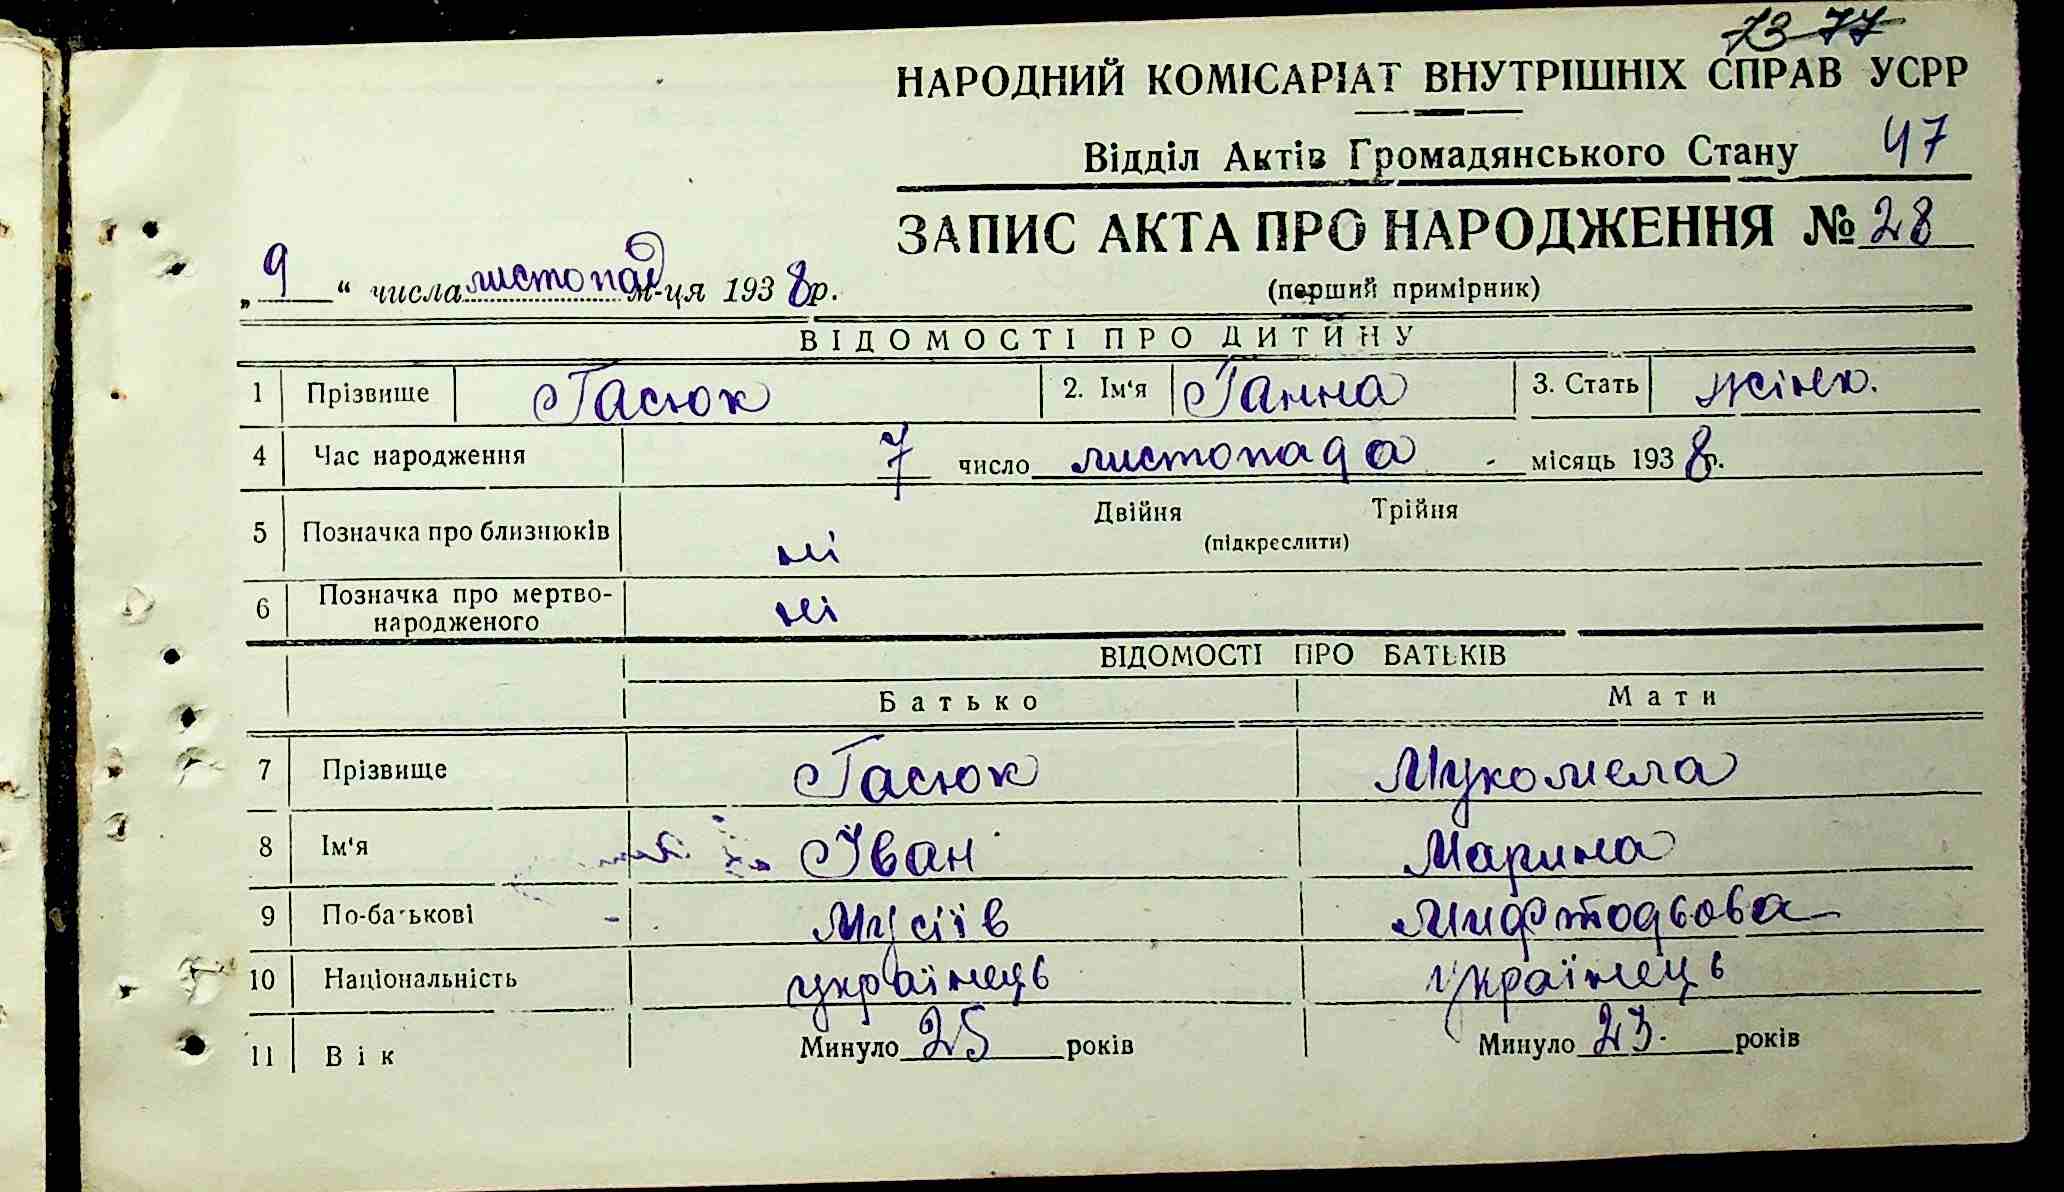 73 77
НАРОДНИЙ КОМІСАРІАТ ВНУТРІШНІХ СПРАВ УСРР
Відділ Актів Громадянського Стану 47
ЗАПИС АКТА ПРО НАРОДЖЕННЯ № 28
„ 9 “ числа листопад м-ця 1938 р.
(перший примірник)
ВІДОМОСТІ ПРО ДИТИНУ
1 Прізвище Гасюк 2. Ім'я Ганна 3. Стать жіно.
4 Час народження 7 число листопада місяць 1938 р.
5 Позначка про близнюків ні Двійня Трійня
(підкреслити)
6 Позначка про мертво-
народженого ні
ВІДОМОСТІ ПРО БАТЬКІВ
Батько Мати
7 Прізвище Гасюк Мукомела
8 Ім'я Іван Марина
9 По-батькові Мусіїв
10 Національність українець українець
11 Вік Минуло 25 років Минуло 23. років